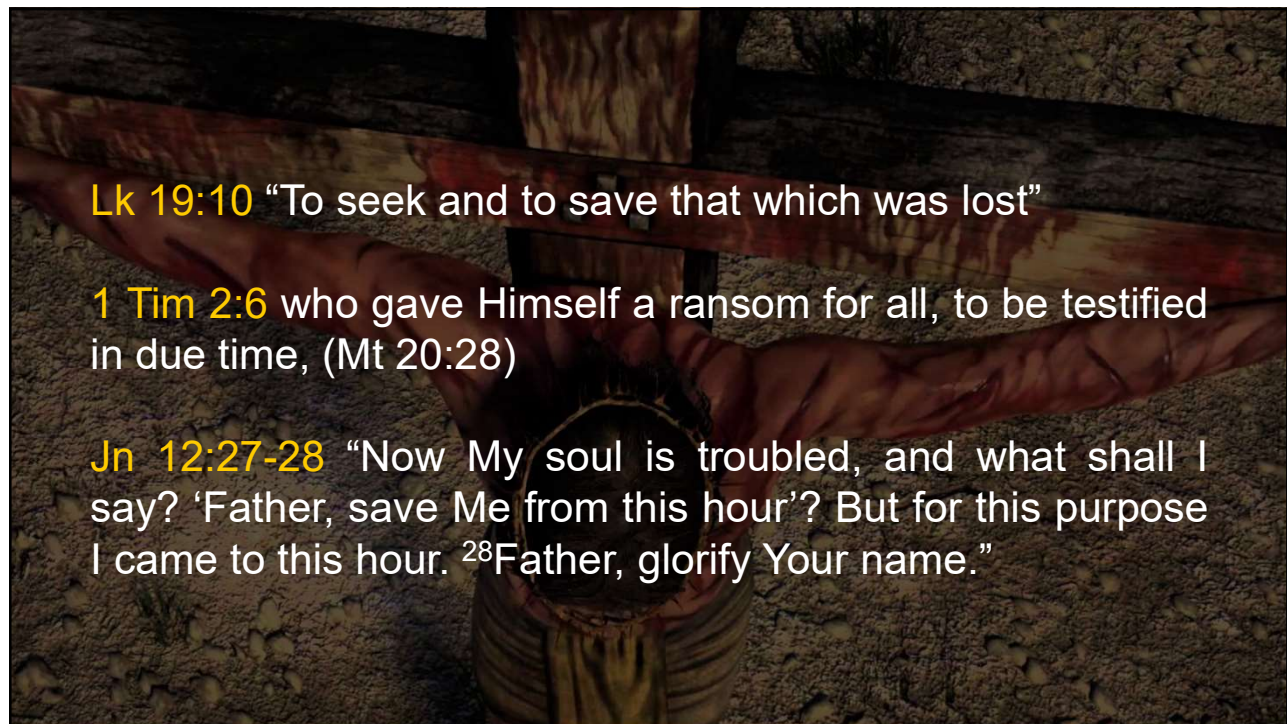 Lk 19:10 “To seek and to save that which was lost”
1 Tim 2:6 who gave Himself a ransom for all, to be testified
in due time, (Mt 20:28)
Jn 12:27-28 “Now My soul is troubled, and what shall I
say? ‘Father, save Me from this hour’? But for this purpose
I came to this hour. ²⁸Father, glorify Your name.”